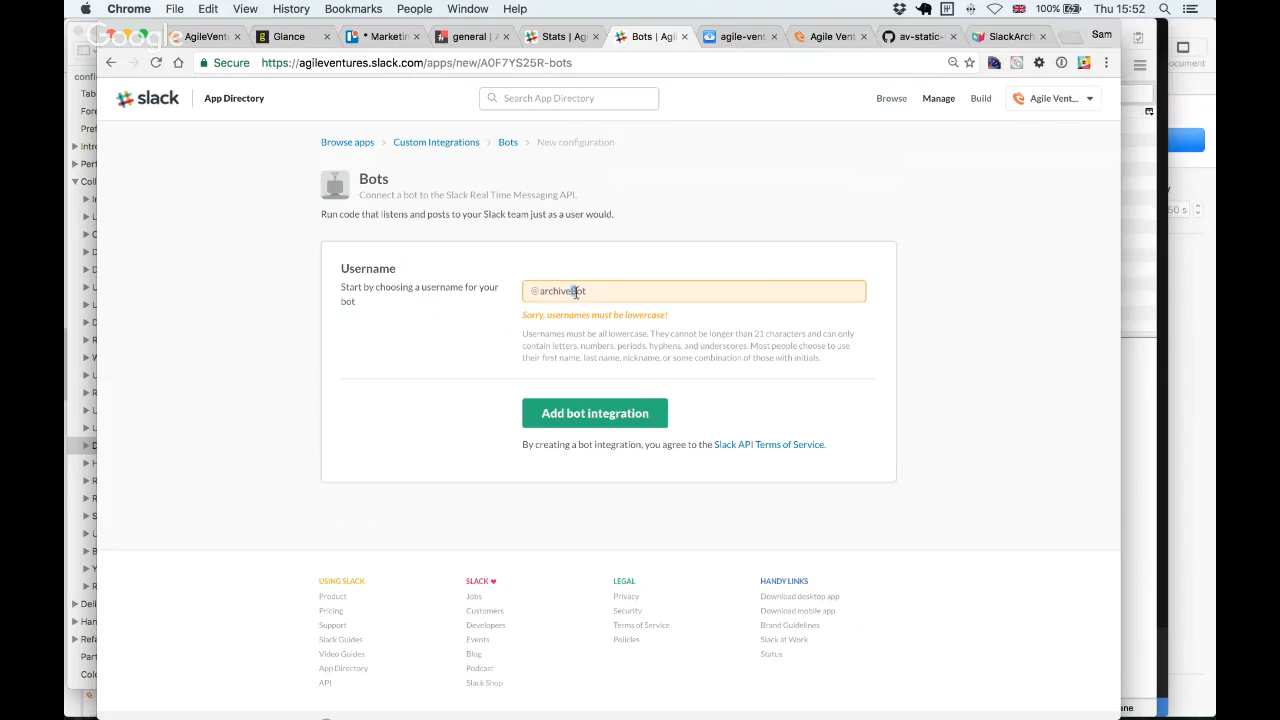 Chrome File Edit View History Bookmarks People Window Help 100% Thu 15:52
Google
AgileVentu Glance * Marketin General | A Stats | Ag Bots | Agil agile-vent Agile Ventu av-static SlackArch Sam
Secure https://agileventures.slack.com/apps/new/A0F7YS25R-bots
slack App Directory Search App Directory Browse Manage Build Agile Vent...
Browse apps > Custom Integrations > Bots > New configuration
Bots
Connect a bot to the Slack Real Time Messaging API.
Run code that listens and posts to your Slack team just as a user would.
Username
Start by choosing a username for your
bot
@archivebot
Sorry, usernames must be lowercase!
Usernames must be all lowercase. They cannot be longer than 21 characters and can only
contain letters, numbers, periods, hyphens, and underscores. Most people choose to use
their first name, last name, nickname, or some combination of those with initials.
Add bot integration
By creating a bot integration, you agree to the Slack API Terms of Service.
USING SLACK SLACK ♥ LEGAL HANDY LINKS
Product Jobs Privacy Download desktop app
Pricing Customers Security Download mobile app
Support Developers Terms of Service Brand Guidelines
Slack Guides Events Policies Slack at Work
Video Guides Blog Status
App Directory Podcast
API Slack Shop